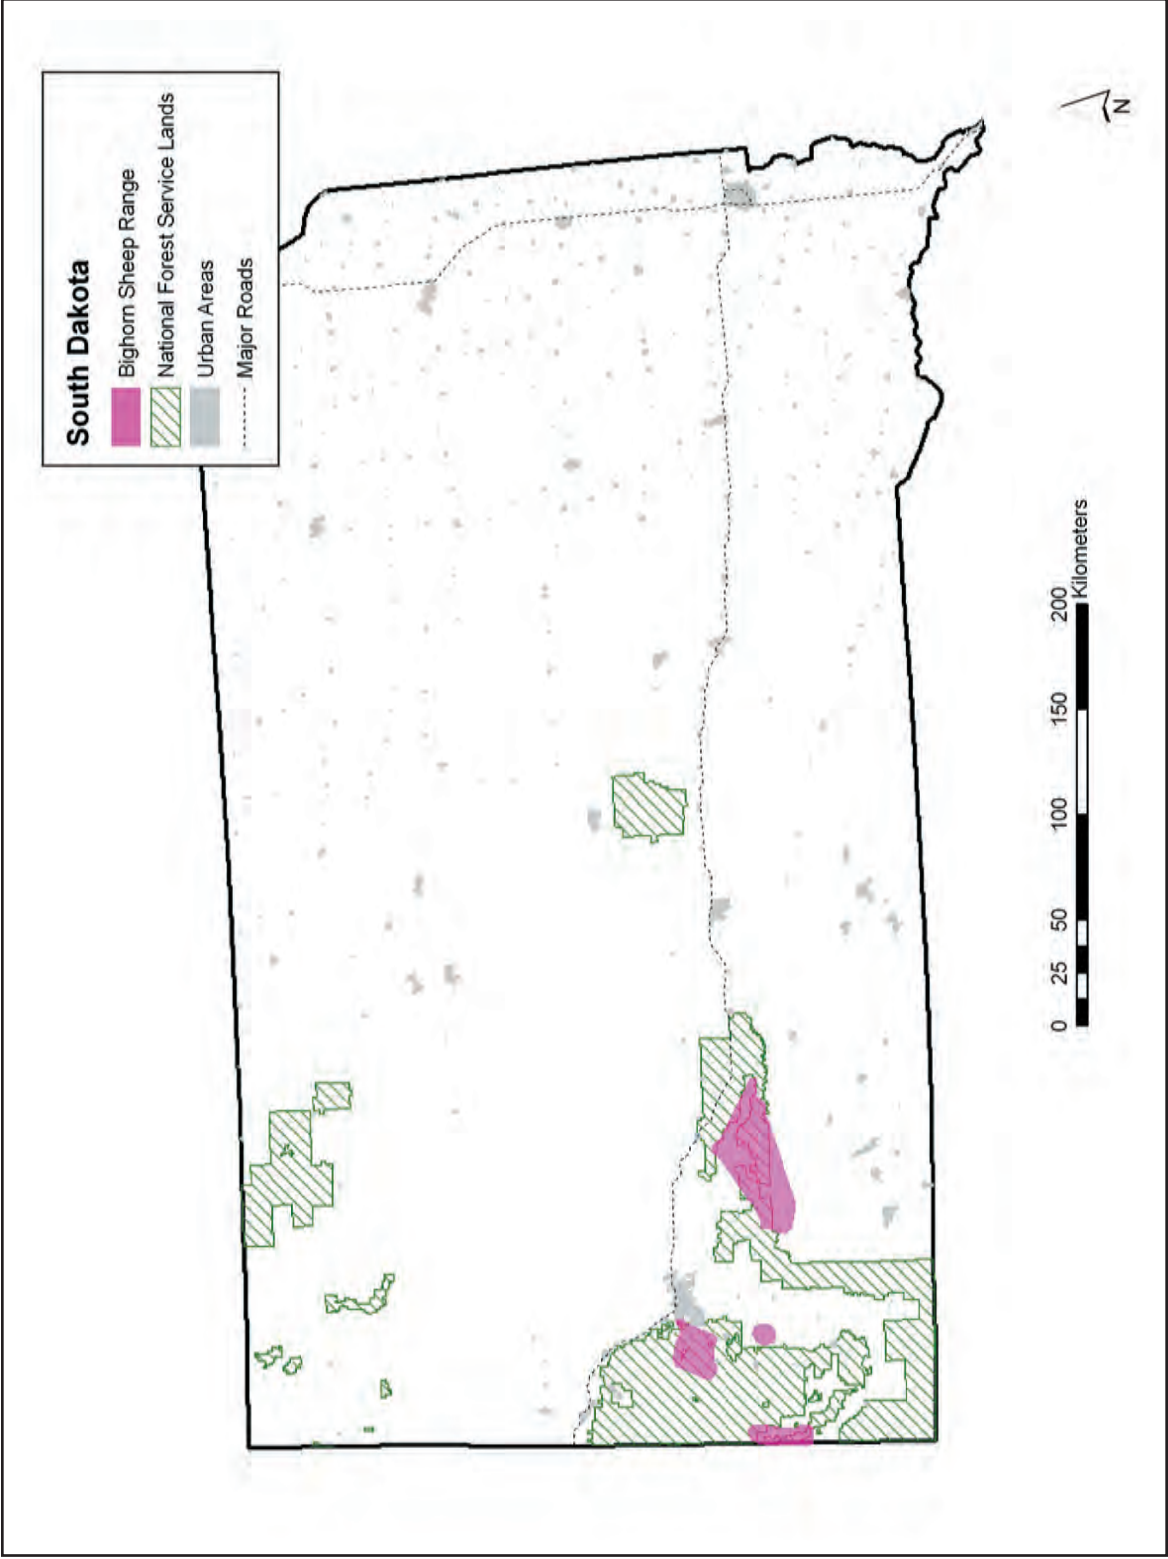 South Dakota
Bighorn Sheep Range
National Forest Service Lands
Urban Areas
Major Roads
0 25 50 100 150 200
Kilometers
N